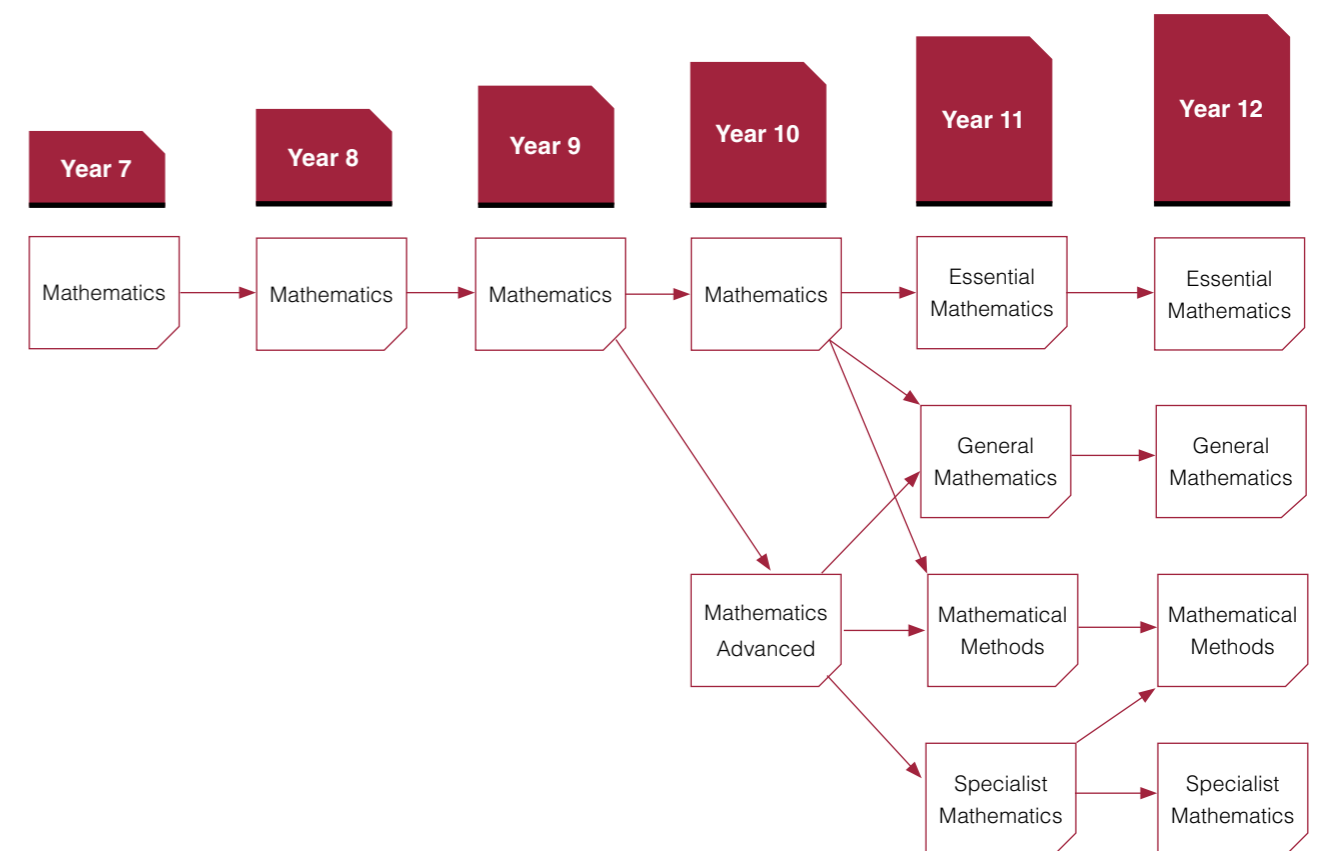 Year 7
Year 8
Year 9
Year 10
Year 11
Year 12
Mathematics
Mathematics
Mathematics
Mathematics
Essential
Mathematics
Essential
Mathematics
General
Mathematics
General
Mathematics
Mathematics
Advanced
Mathematical
Methods
Mathematical
Methods
Specialist
Mathematics
Specialist
Mathematics